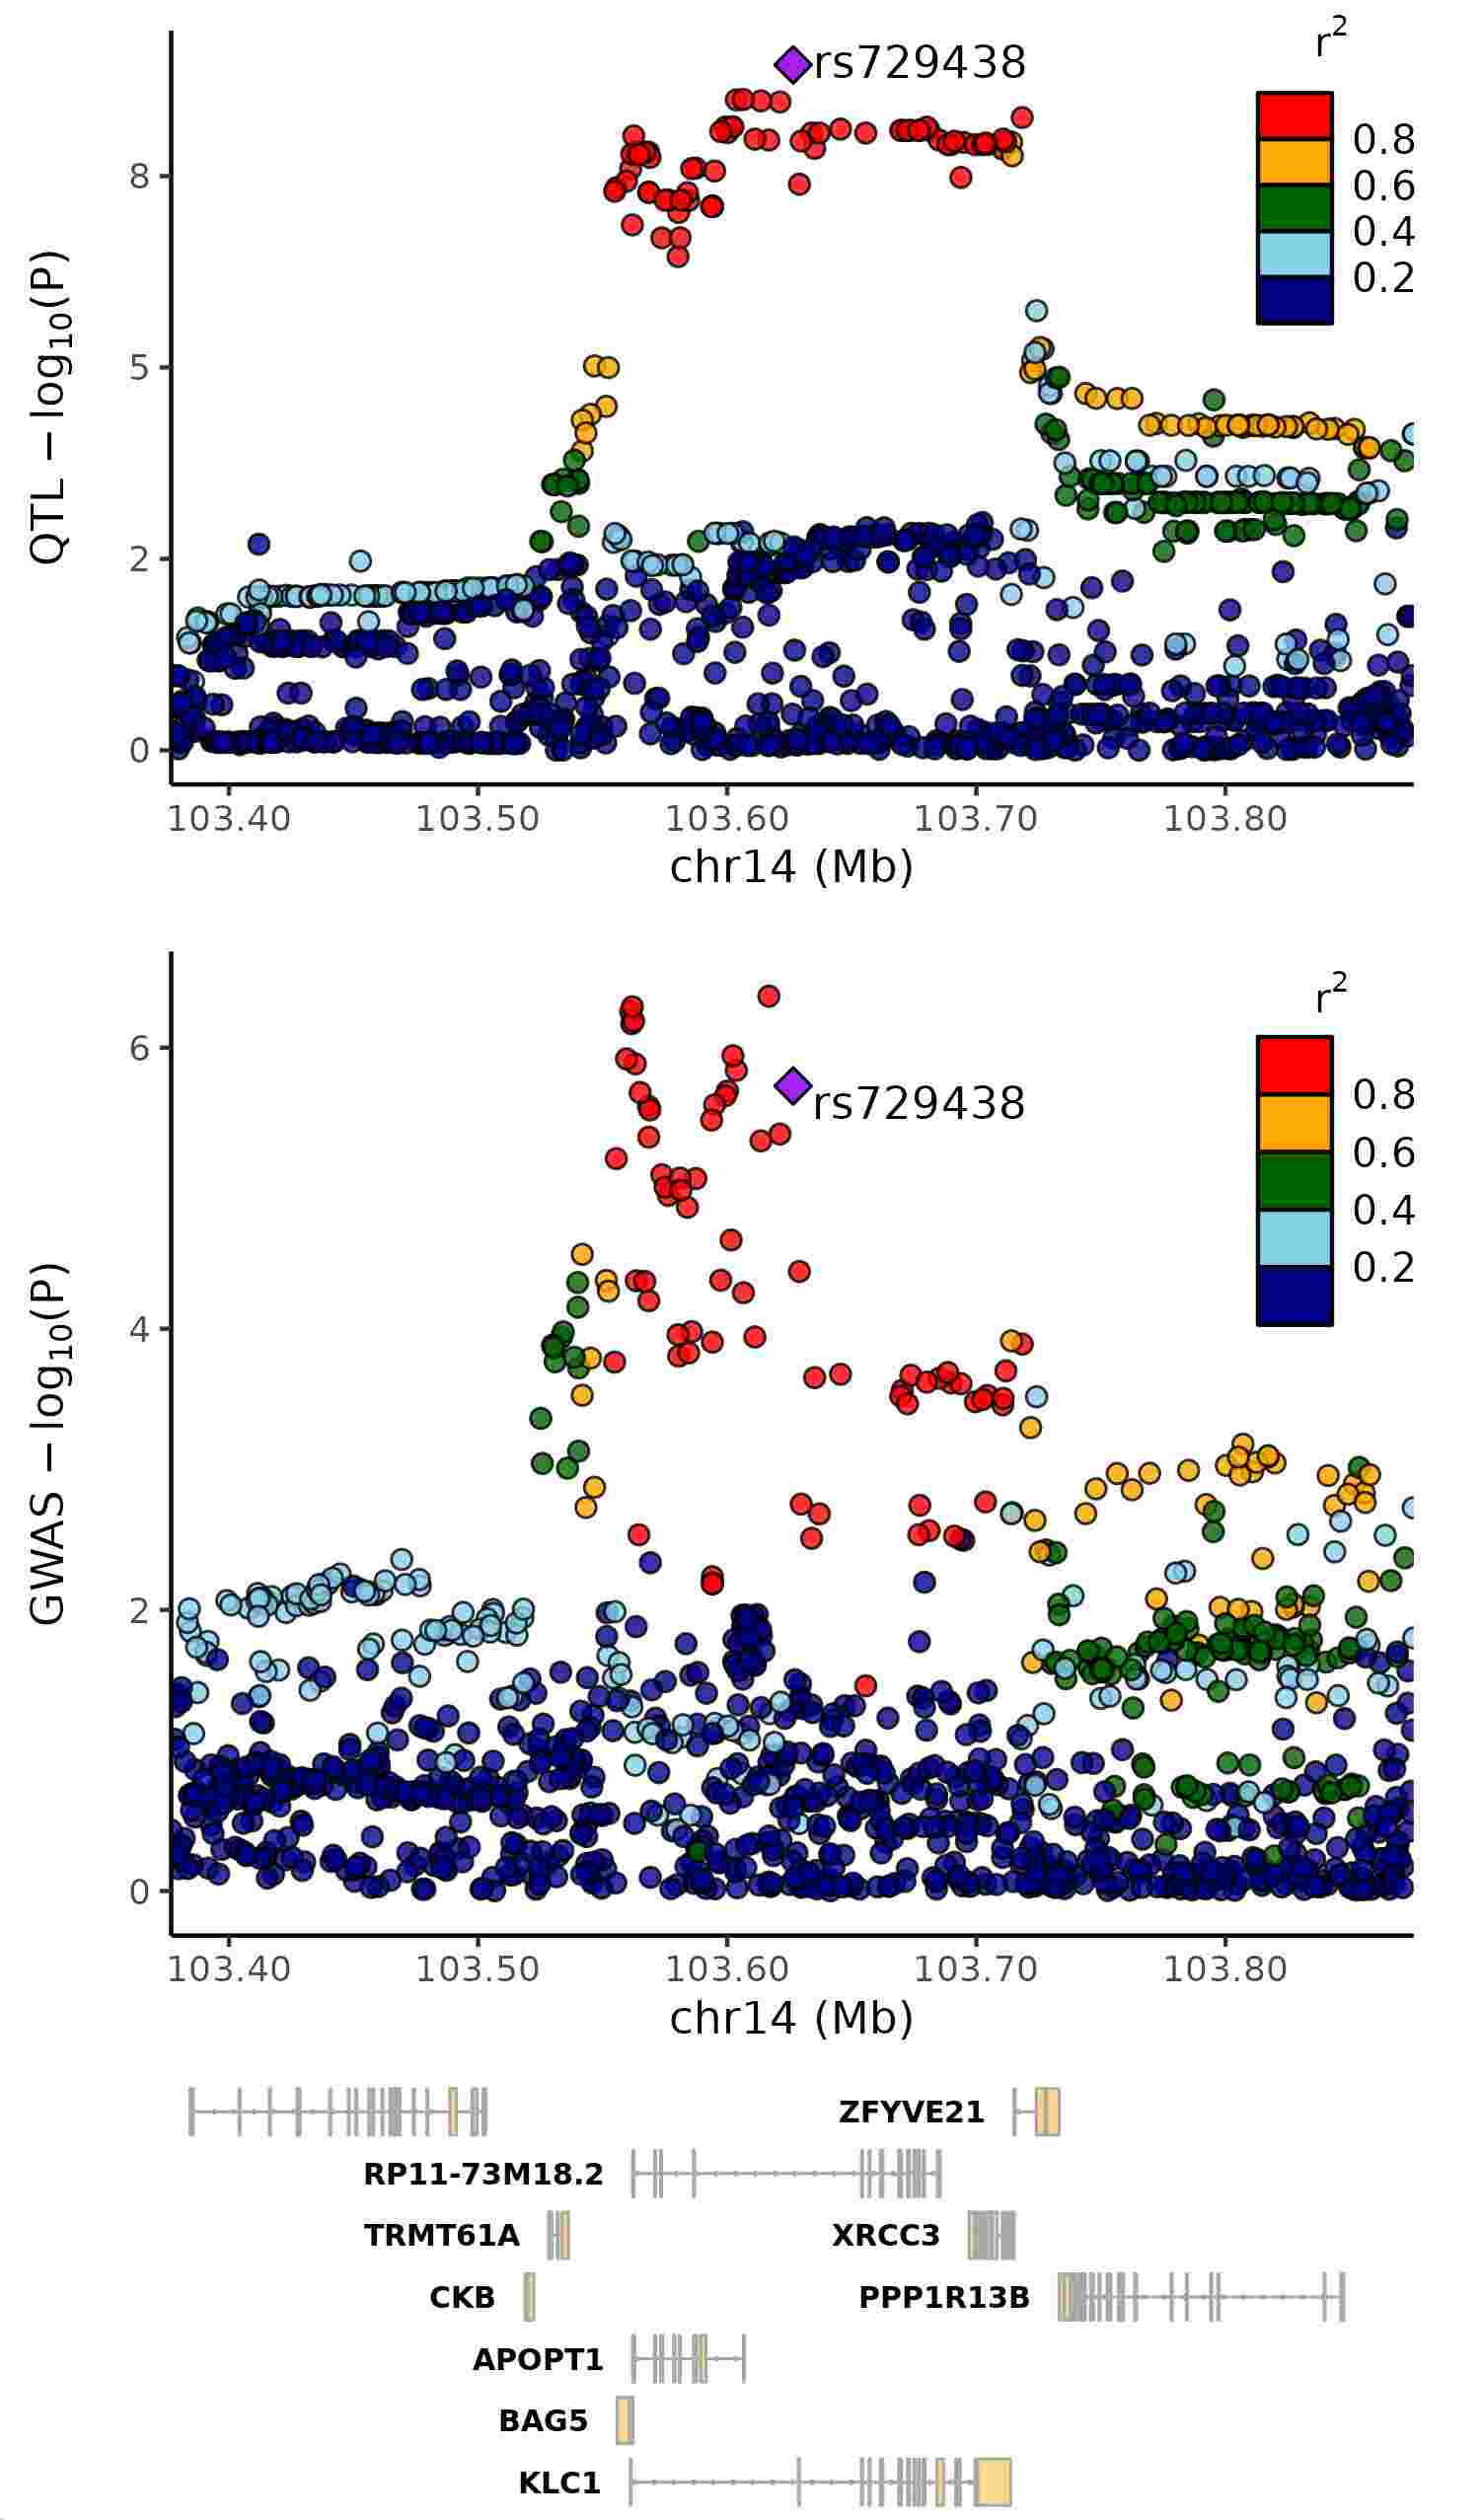 r2
rs729438
0.8
0.6
0.4
0.2
8
5
2
0
QTL − log10(P)
103.40 103.50 103.60 103.70 103.80
chr14 (Mb)
r2
rs729438
0.8
0.6
0.4
0.2
6
4
2
0
GWAS − log10(P)
103.40 103.50 103.60 103.70 103.80
chr14 (Mb)
ZFYVE21
RP11-73M18.2
TRMT61A XRCC3
CKB PPP1R13B
APOPT1
BAG5
KLC1